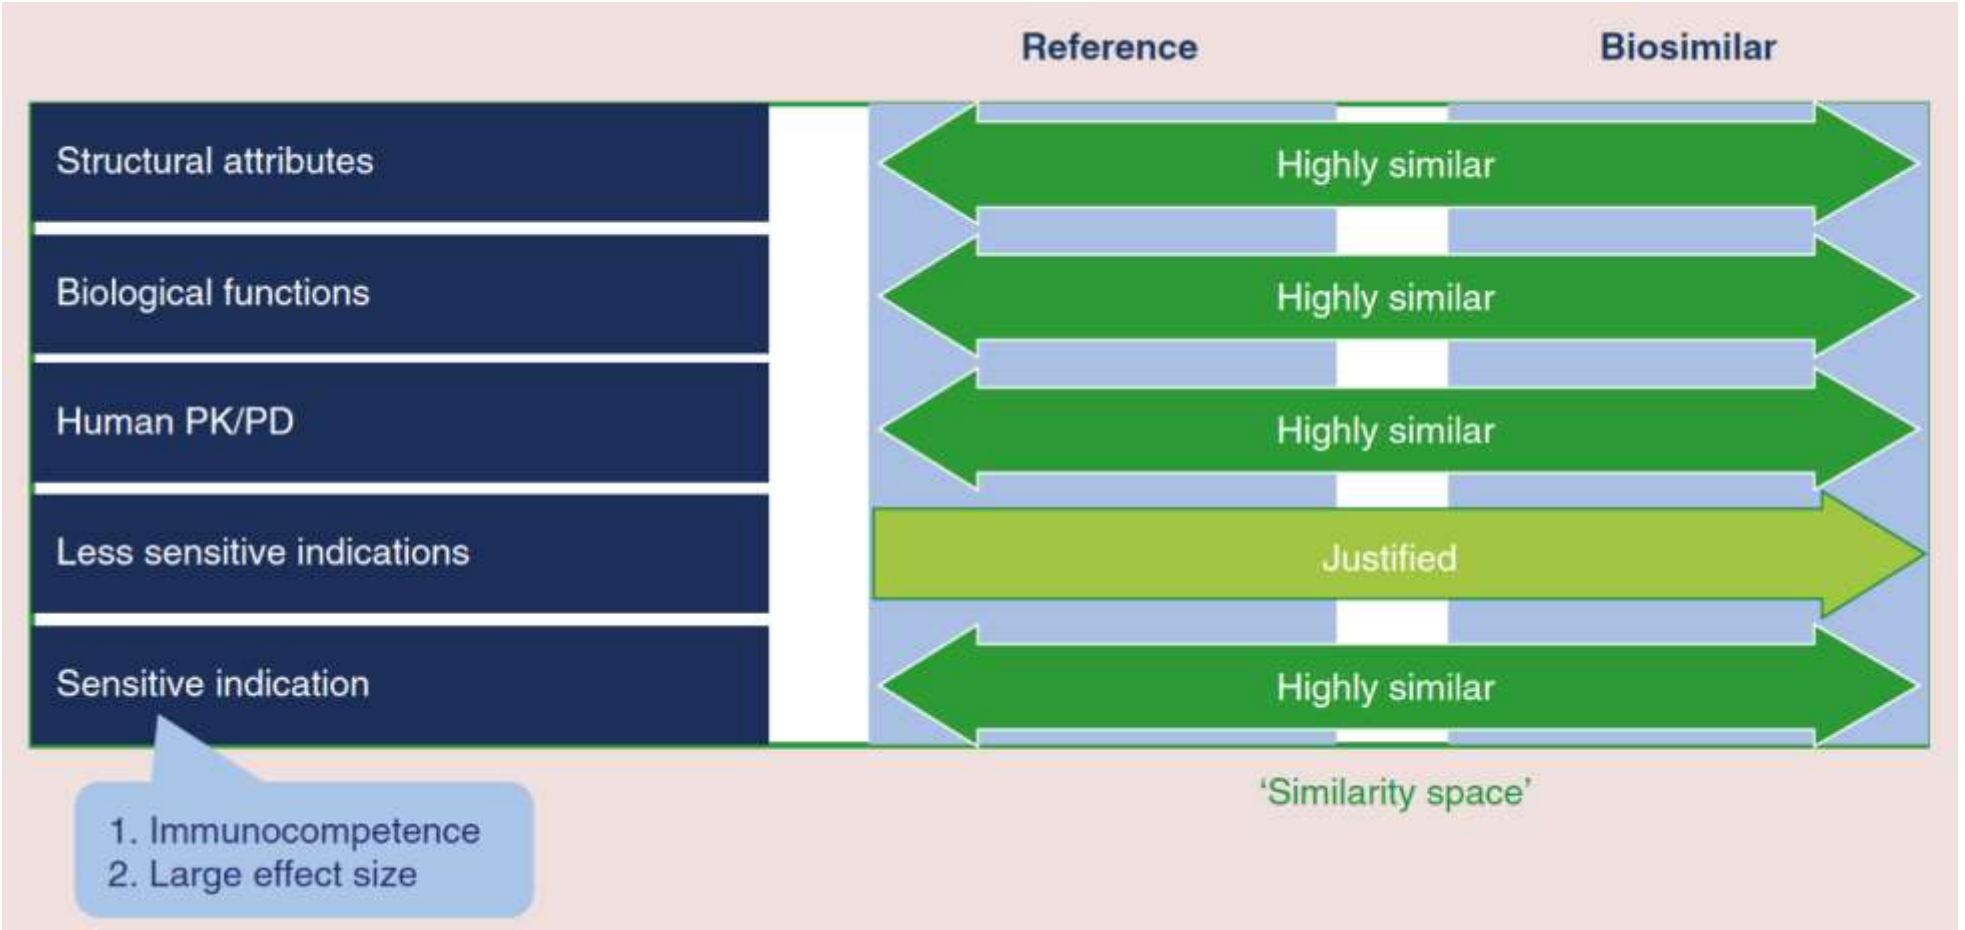 Reference
Biosimilar
Structural attributes
Highly similar
Biological functions
Highly similar
Human PK/PD
Highly similar
Less sensitive indications
Justified
Sensitive indication
Highly similar
‘Similarity space’
1. Immunocompetence
2. Large effect size